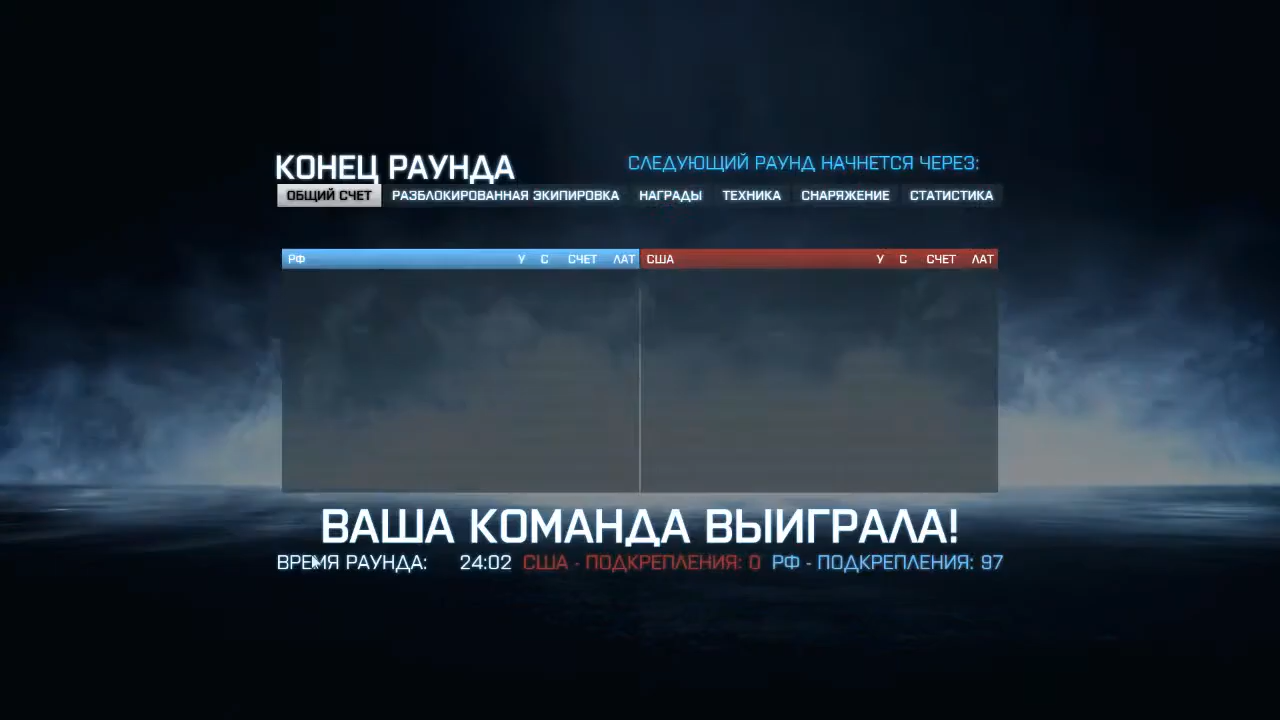 КОНЕЦ РАУНДА
СЛЕДУЮЩИЙ РАУНД НАЧНЕТСЯ ЧЕРЕЗ:
ОБЩИЙ СЧЕТ РАЗБЛОКИРОВАННАЯ ЭКИПИРОВКА НАГРАДЫ ТЕХНИКА СНАРЯЖЕНИЕ СТАТИСТИКА
РФ У С СЧЕТ ЛАТ США У С СЧЕТ ЛАТ
ВАША КОМАНДА ВЫИГРАЛА!
ВРЕМЯ РАУНДА: 24:02 США - ПОДКРЕПЛЕНИЯ: 0 РФ - ПОДКРЕПЛЕНИЯ: 97